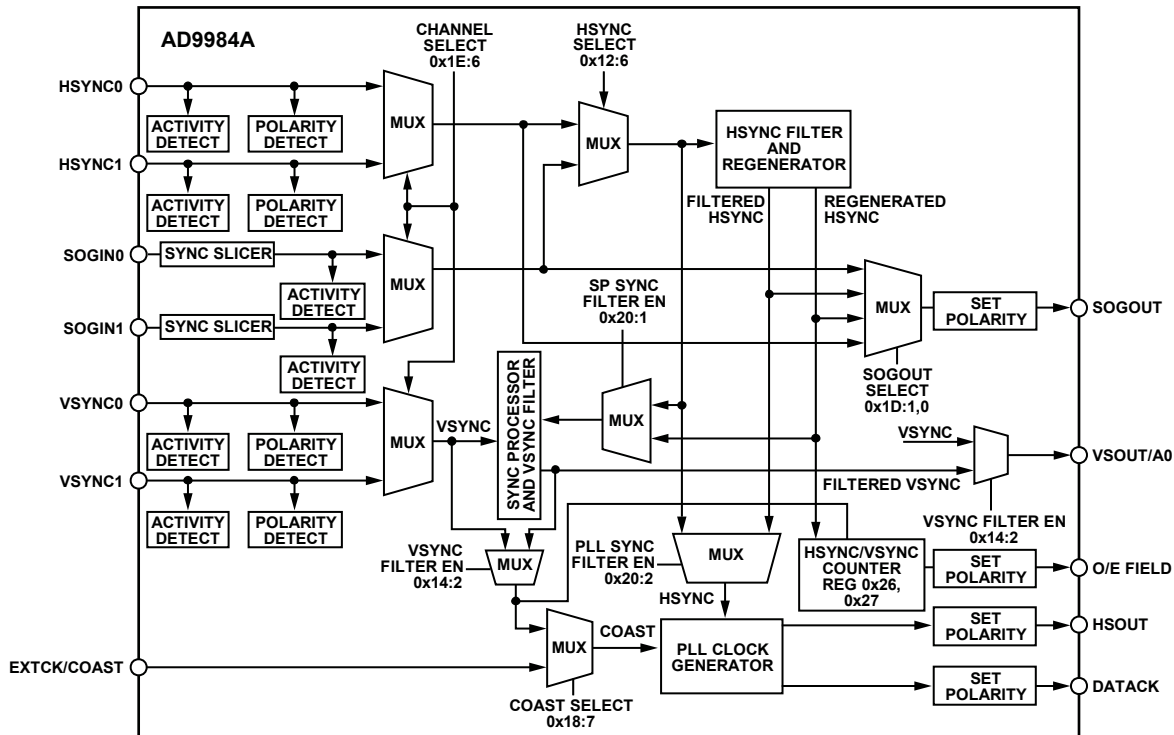 AD9984A
CHANNEL
SELECT
0x1E:6
HSYNC
SELECT
0x12:6
HSYNC0
ACTIVITY
DETECT
POLARITY
DETECT
MUX
MUX
HSYNC FILTER
AND
REGENERATOR
HSYNC1
ACTIVITY
DETECT
POLARITY
DETECT
FILTERED
HSYNC
REGENERATED
HSYNC
SOGIN0
SYNC SLICER
ACTIVITY
DETECT
MUX
SP SYNC
FILTER EN
0x20:1
MUX
SET
POLARITY
SOGOUT
SOGIN1
SYNC SLICER
ACTIVITY
DETECT
SOGOUT
SELECT
0x1D:1,0
VSYNC0
ACTIVITY
DETECT
POLARITY
DETECT
MUX
VSYNC
SYNC PROCESSOR
AND VSYNC FILTER
MUX
VSYNC
MUX
VSOUT/A0
FILTERED VSYNC
VSYNC FILTER EN
0x14:2
VSYNC1
ACTIVITY
DETECT
POLARITY
DETECT
VSYNC
FILTER EN
0x14:2
MUX
PLL SYNC
FILTER EN
0x20:2
MUX
HSYNC
HSYNC/VSYNC
COUNTER
REG 0x26,
0x27
SET
POLARITY
O/E FIELD
EXTCK/COAST
MUX
COAST
COAST SELECT
0x18:7
PLL CLOCK
GENERATOR
SET
POLARITY
HSOUT
SET
POLARITY
DATACK